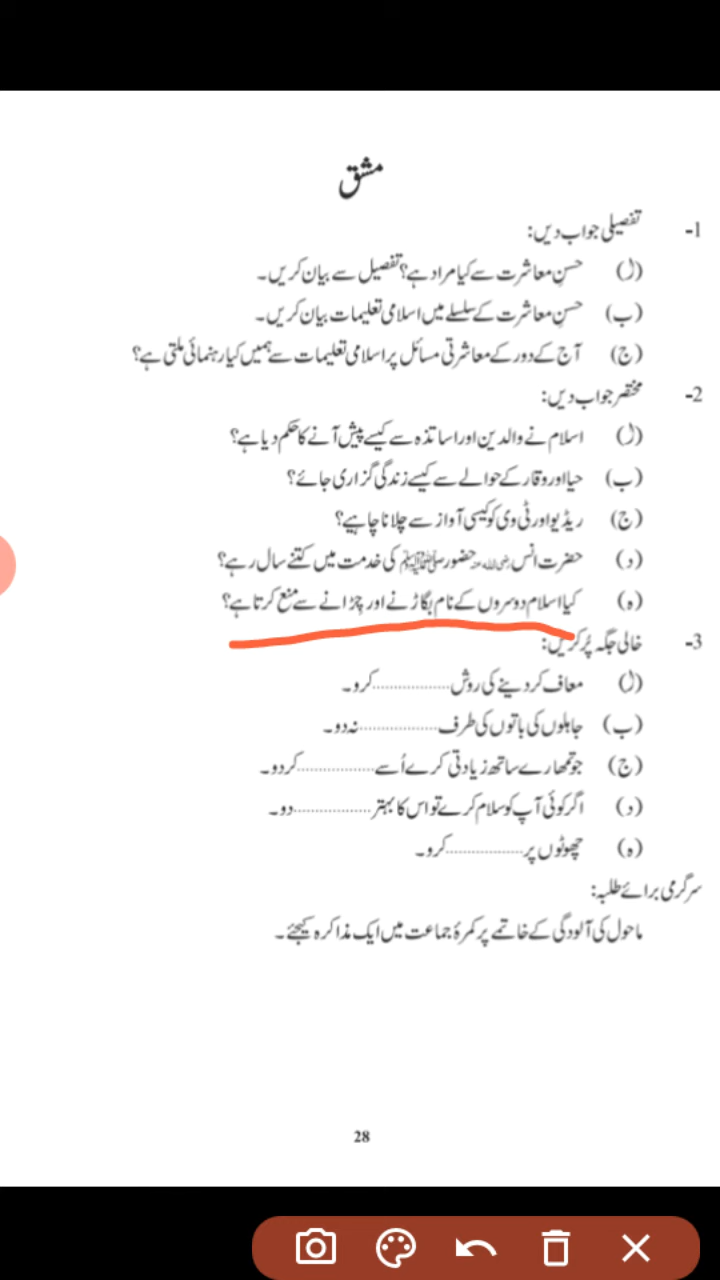 مشق
1- تفصیلی جواب دیں:
(ا) حسنِ معاشرت سے کیا مراد ہے؟ تفصیل سے بیان کریں۔
(ب) حسنِ معاشرت کے سلسلے میں اسلامی تعلیمات بیان کریں۔
(ج) آج کے دور کے معاشرتی مسائل پر اسلامی تعلیمات سے ہمیں کیا رہنمائی ملتی ہے؟
2- مختصر جواب دیں:
(ا) اسلام نے والدین اور اساتذہ سے کیسے پیش آنے کا حکم دیا ہے؟
(ب) حیا اور وقار کے حوالے سے کیسے زندگی گزاری جائے؟
(ج) ریڈیو اور ٹی وی کو کیسی آواز سے چلانا چاہیے؟
(د) حضرت انس رضی اللہ عنہ حضور صلی اللہ علیہ وسلم کی خدمت میں کتنے سال رہے؟
(ہ) کیا اسلام دوسروں کے نام بگاڑنے اور چڑانے سے منع کرتا ہے؟
3- خالی جگہ پُر کریں:
(ا) معاف کر دینے کی روش ................. کرو۔
(ب) جاہلوں کی باتوں کی طرف ................. نہ دو۔
(ج) جو تمھارے ساتھ زیادتی کرے اُسے ................. کر دو۔
(د) اگر کوئی آپ کو سلام کرے تو اس کا بہتر ................. دو۔
(ہ) چھوٹوں پر ................. کرو۔
سرگرمی برائے طلبہ:
ماحول کی آلودگی کے خاتمے پر کمرۂ جماعت میں ایک مذاکرہ کیجئے۔
28